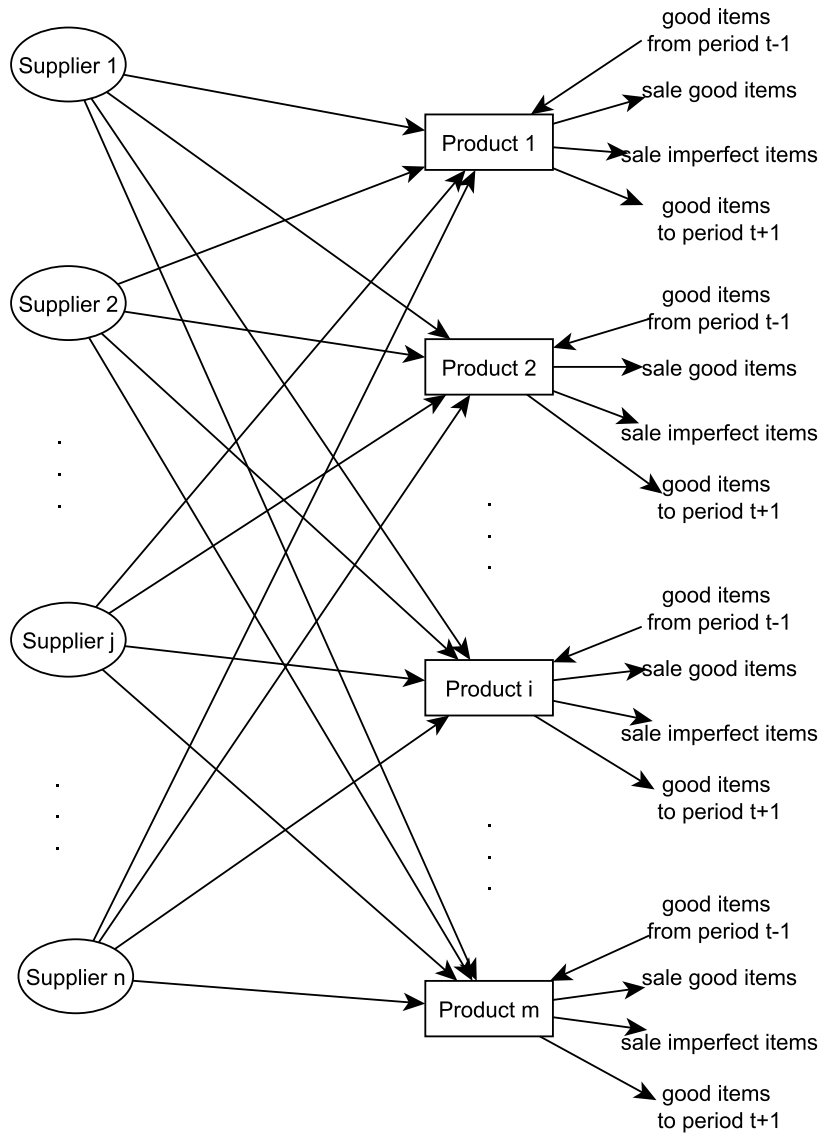 Supplier 1
Supplier 2
Supplier j
Supplier n
Product 1
good items
from period t-1
sale good items
sale imperfect items
good items
to period t+1
Product 2
good items
from period t-1
sale good items
sale imperfect items
good items
to period t+1
Product i
good items
from period t-1
sale good items
sale imperfect items
good items
to period t+1
Product m
good items
from period t-1
sale good items
sale imperfect items
good items
to period t+1